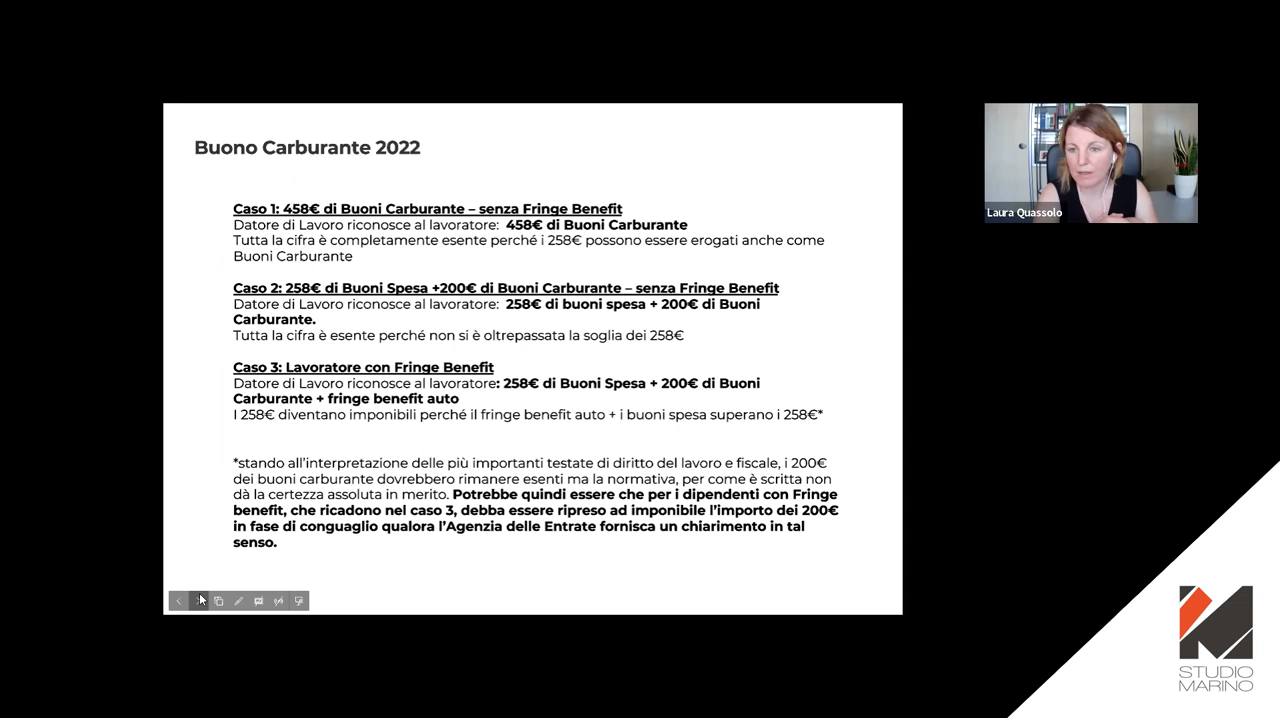 Buono Carburante 2022
Caso 1: 458€ di Buoni Carburante – senza Fringe Benefit
Datore di Lavoro riconosce al lavoratore: 458€ di Buoni Carburante
Tutta la cifra è completamente esente perché i 258€ possono essere erogati anche come
Buoni Carburante
Caso 2: 258€ di Buoni Spesa +200€ di Buoni Carburante – senza Fringe Benefit
Datore di Lavoro riconosce al lavoratore: 258€ di buoni spesa + 200€ di Buoni
Carburante.
Tutta la cifra è esente perché non si è oltrepassata la soglia dei 258€
Caso 3: Lavoratore con Fringe Benefit
Datore di Lavoro riconosce al lavoratore: 258€ di Buoni Spesa + 200€ di Buoni
Carburante + fringe benefit auto
I 258€ diventano imponibili perché il fringe benefit auto + i buoni spesa superano i 258€*
*stando all'interpretazione delle più importanti testate di diritto del lavoro e fiscale, i 200€
dei buoni carburante dovrebbero rimanere esenti ma la normativa, per come è scritta non
dà la certezza assoluta in merito. Potrebbe quindi essere che per i dipendenti con Fringe
benefit, che ricadono nel caso 3, debba essere ripreso ad imponibile l'importo dei 200€
in fase di conguaglio qualora l'Agenzia delle Entrate fornisca un chiarimento in tal
senso.
Laura Quassolo
STUDIO
MARINO